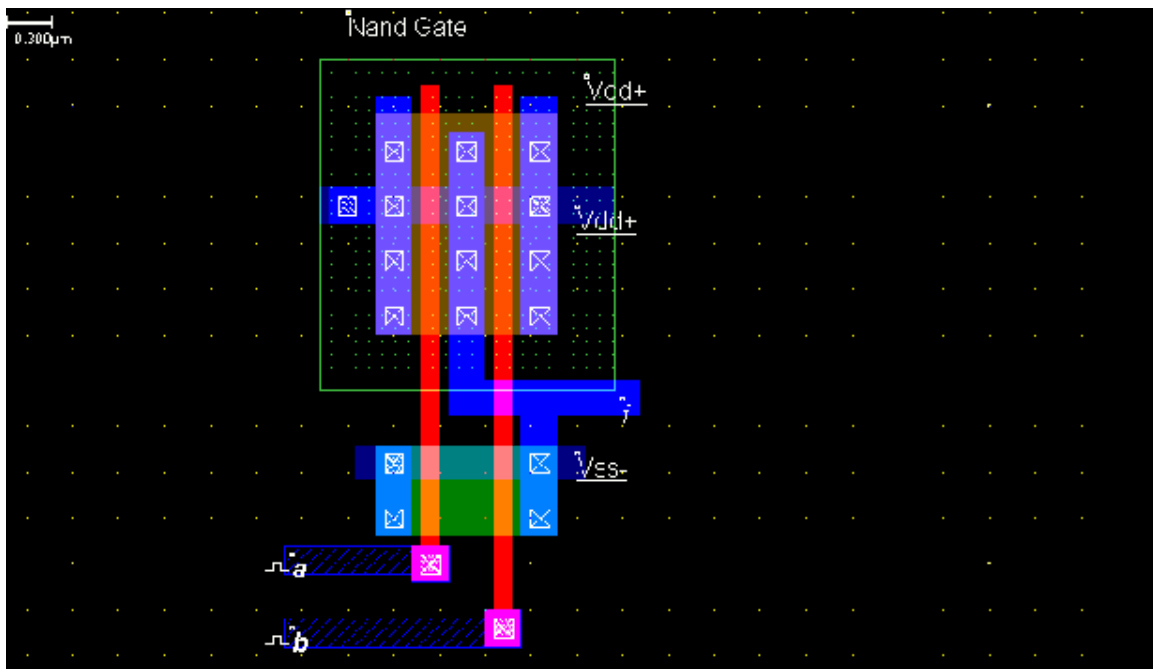 Nand Gate
0.300µm
Vdd+
Vdd+
Vss-
a
b